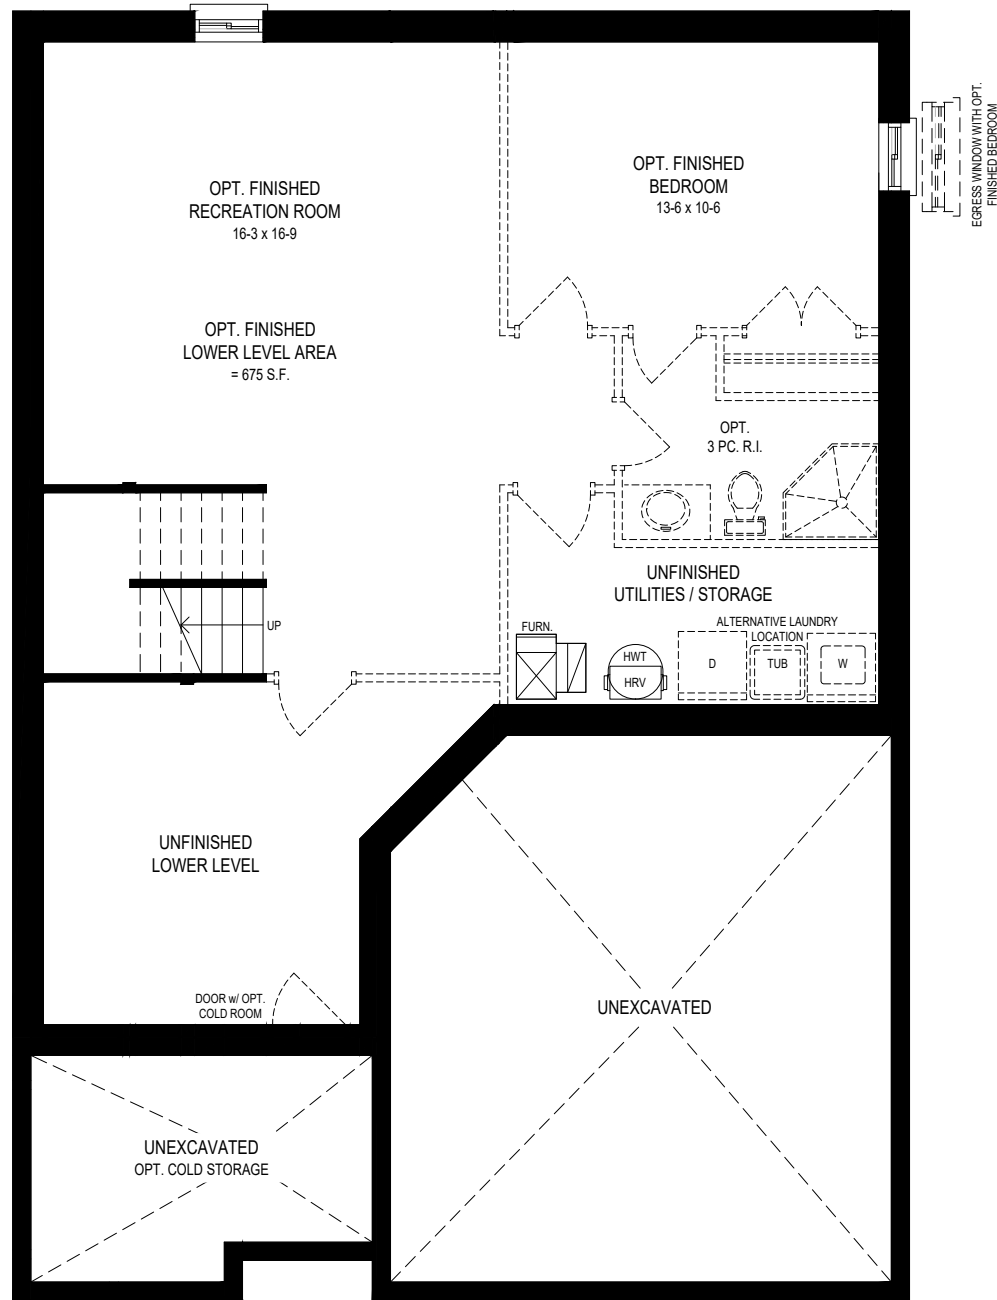 OPT. FINISHED
RECREATION ROOM
16-3 x 16-9
OPT. FINISHED
BEDROOM
13-6 x 10-6
EGRESS WINDOW WITH OPT.
FINISHED BEDROOM
OPT. FINISHED
LOWER LEVEL AREA
= 675 S.F.
OPT.
3 PC. R.I.
UNFINISHED
UTILITIES / STORAGE
UP
FURN.
HWT
HRV
ALTERNATIVE LAUNDRY
LOCATION
D
TUB
W
UNFINISHED
LOWER LEVEL
DOOR w/ OPT.
COLD ROOM
UNEXCAVATED
UNEXCAVATED
OPT. COLD STORAGE